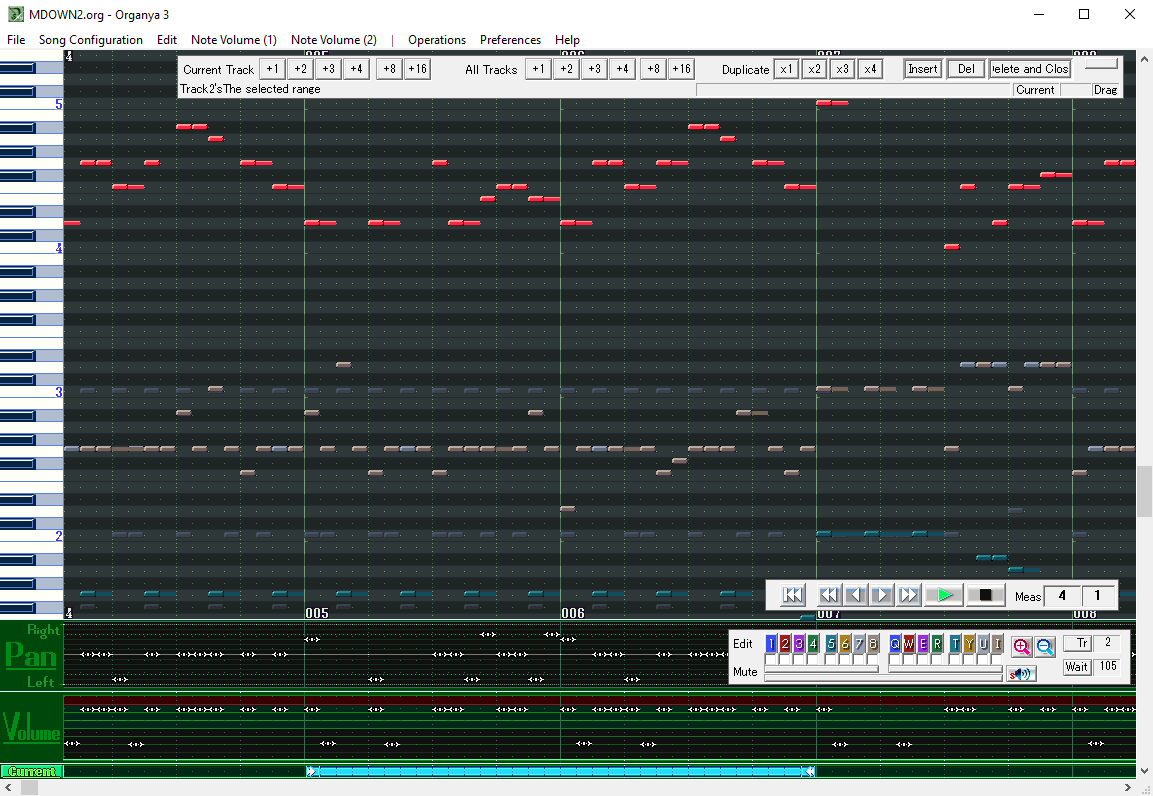 MDOWN2.org - Organya 3
File Song Configuration Edit Note Volume (1) Note Volume (2) | Operations Preferences Help
4
Current Track +1 +2 +3 +4 +8 +16 All Tracks +1 +2 +3 +4 +8 +16 Duplicate x1 x2 x3 x4 Insert Del elete and Clos
Track2'sThe selected range Current Drag
5
4
3
2
Meas 4 1
4 005 006 007 008
Right
Pan
Left
Edit 1 2 3 4 5 6 7 8 Q W E R T Y U I Tr 2
Mute S Wait 105
Volume
Current